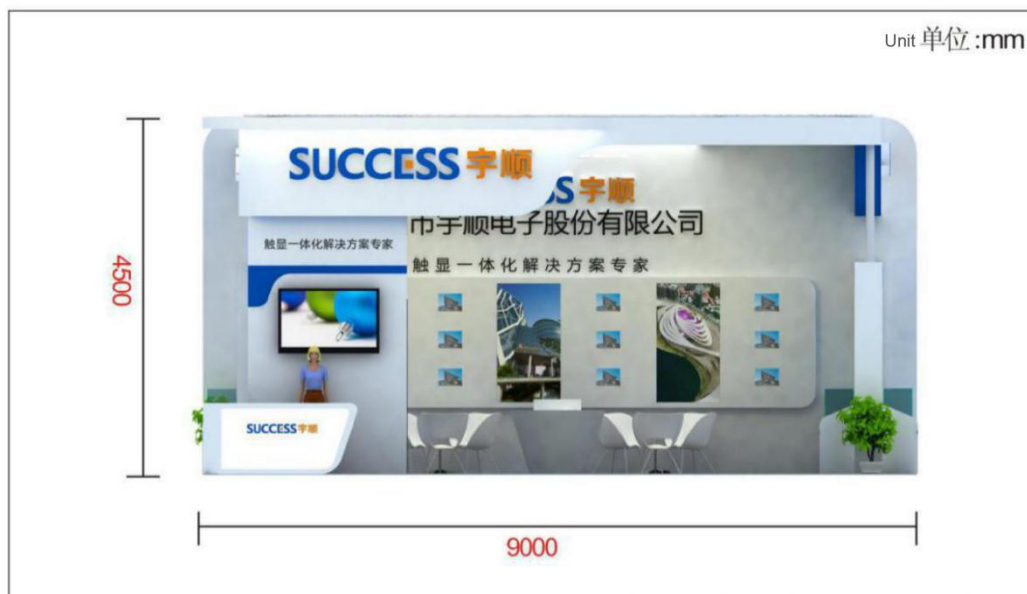 Unit 单位 :mm
SUCCESS 宇顺
SS 宇顺
市宇顺电子股份有限公司
触显一体化解决方案专家
触显一体化解决方案专家
4500
SUCCESS 宇顺
9000